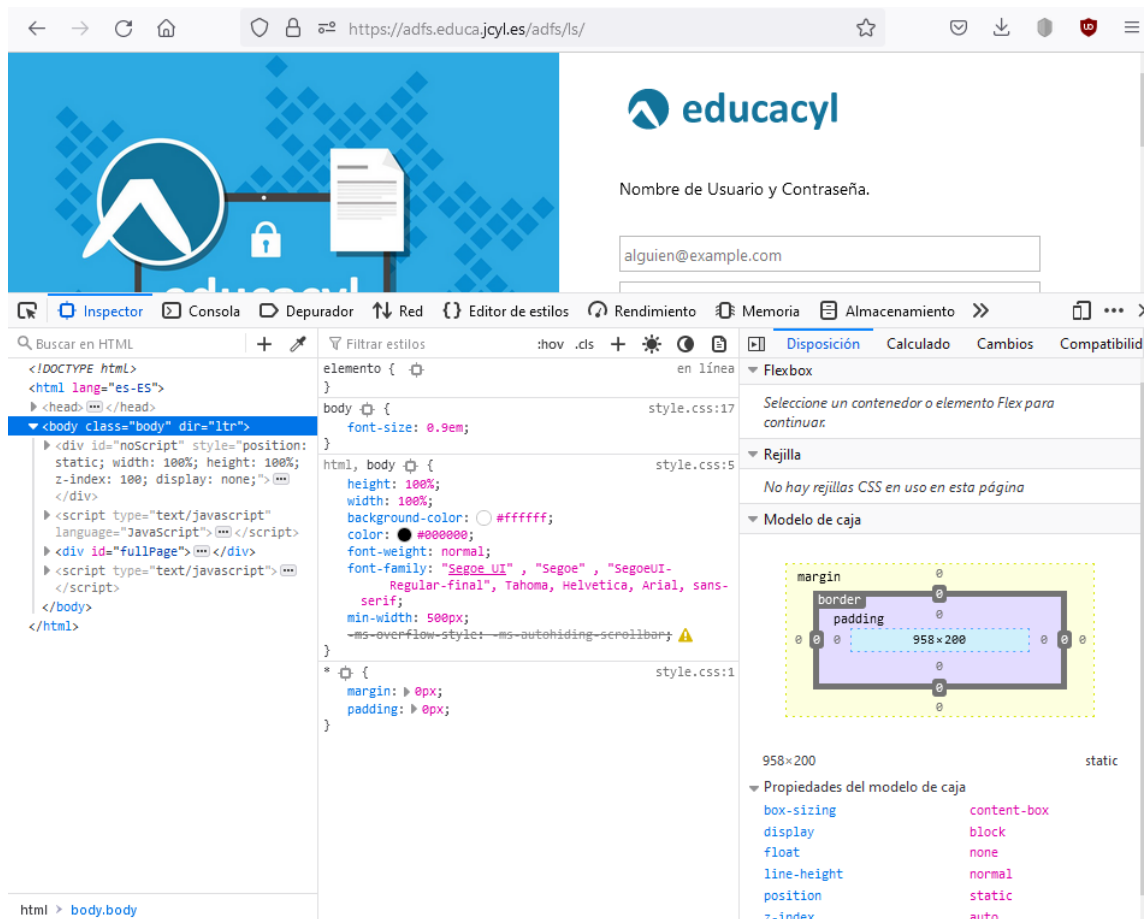 https://adfs.educa.jcyl.es/adfs/ls/
educacyl
Nombre de Usuario y Contraseña.
alguien@example.com
Inspector Consola Depurador Red Editor de estilos Rendimiento Memoria Almacenamiento
Buscar en HTML
<!DOCTYPE html>
<html lang="es-ES">
<head> ··· </head>
<body class="body" dir="ltr">
<div id="noScript" style="position:
static; width: 100%; height: 100%;
z-index: 100; display: none;"> ···
</div>
<script type="text/javascript"
language="JavaScript"> ··· </script>
<div id="fullPage"> ··· </div>
<script type="text/javascript"> ···
</script>
</body>
</html>
html > body.body
Filtrar estilos :hov .cls
elemento { en línea
}
body { style.css:17
font-size: 0.9em;
}
html, body { style.css:5
height: 100%;
width: 100%;
background-color: #ffffff;
color: #000000;
font-weight: normal;
font-family: "Segoe UI" , "Segoe" , "SegoeUI-
Regular-final", Tahoma, Helvetica, Arial, sans-
serif;
min-width: 500px;
-ms-overflow-style: -ms-autohiding-scrollbar;
}
* { style.css:1
margin: 0px;
padding: 0px;
}
Disposición Calculado Cambios Compatibilid
Flexbox
Seleccione un contenedor o elemento Flex para
continuar.
Rejilla
No hay rejillas CSS en uso en esta página
Modelo de caja
margin 0
border 0
padding 0
0 0 0 958×200 0 0 0
0
0
0
958×200 static
Propiedades del modelo de caja
box-sizing content-box
display block
float none
line-height normal
position static
z-index auto